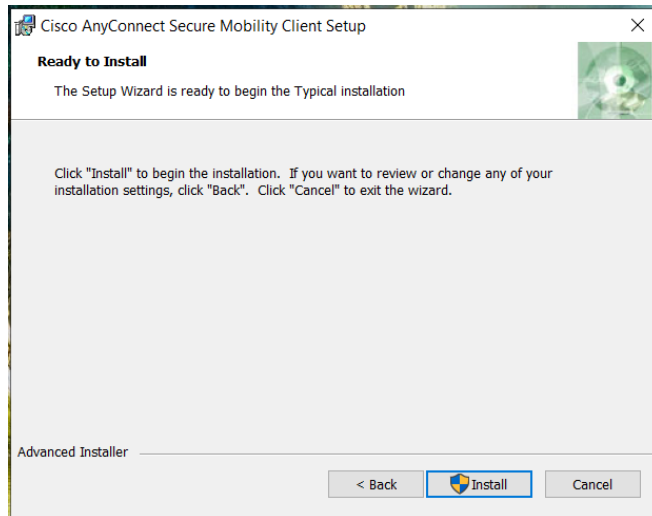 Cisco AnyConnect Secure Mobility Client Setup
Ready to Install
The Setup Wizard is ready to begin the Typical installation
Click "Install" to begin the installation.  If you want to review or change any of your
installation settings, click "Back".  Click "Cancel" to exit the wizard.
Advanced Installer
< Back
Install
Cancel